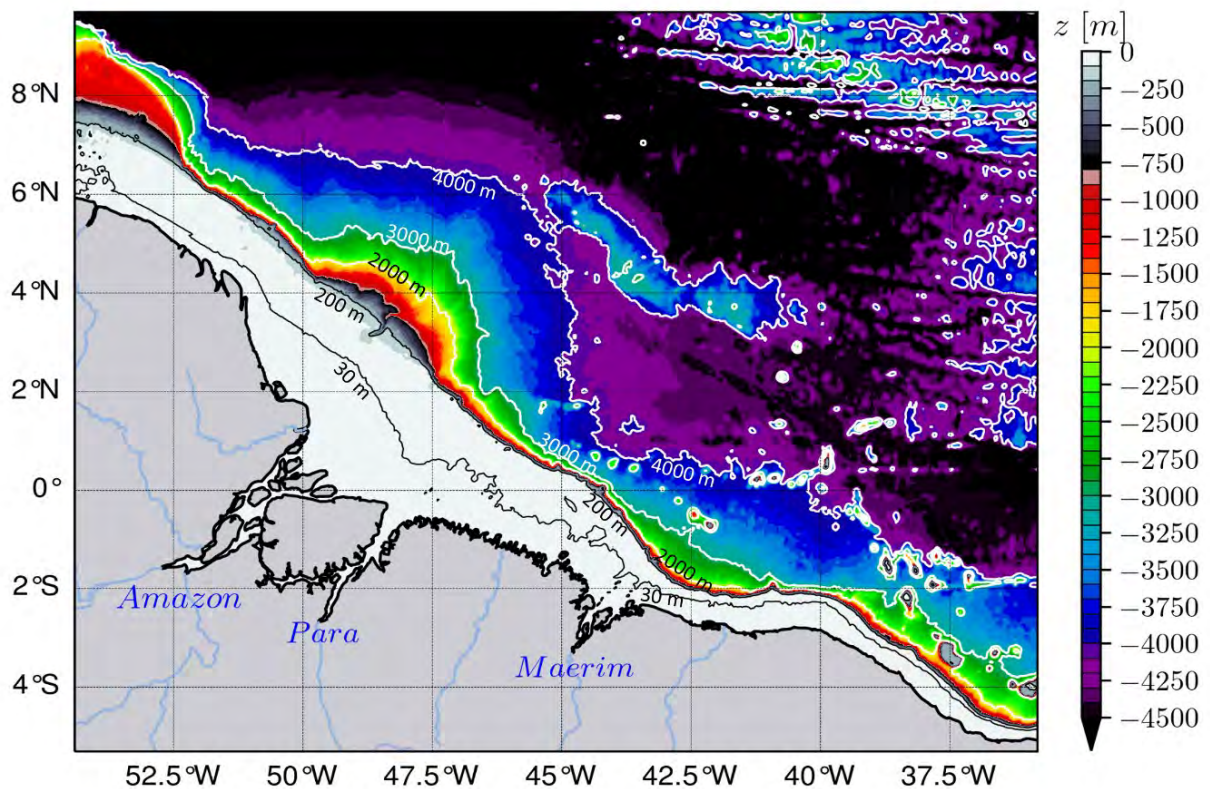 z [m]
0
−250
−500
−750
−1000
−1250
−1500
−1750
−2000
−2250
−2500
−2750
−3000
−3250
−3500
−3750
−4000
−4250
−4500
8°N
6°N
4°N
2°N
0°
2°S
4°S
4000 m
3000 m
2000 m
200 m
30 m
3000 m
4000 m
200 m
2000 m
30 m
Amazon
Para
Maerim
52.5°W 50°W 47.5°W 45°W 42.5°W 40°W 37.5°W